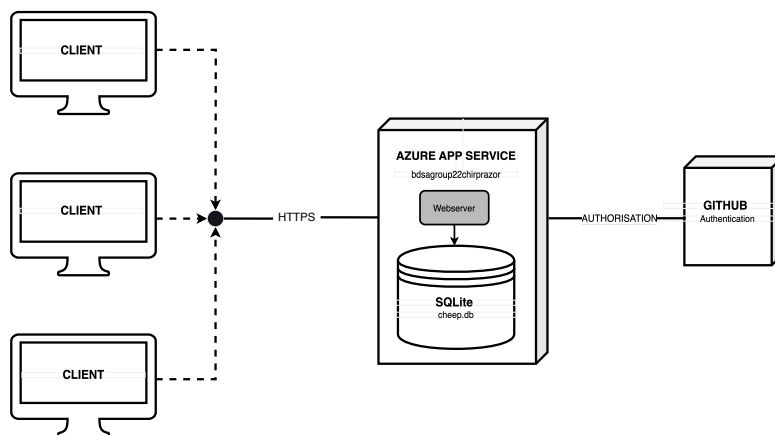 CLIENT
CLIENT
CLIENT
HTTPS
AZURE APP SERVICE
bdsagroup22chirprazor
Webserver
SQLite
cheep.db
AUTHORISATION
GITHUB
Authentication